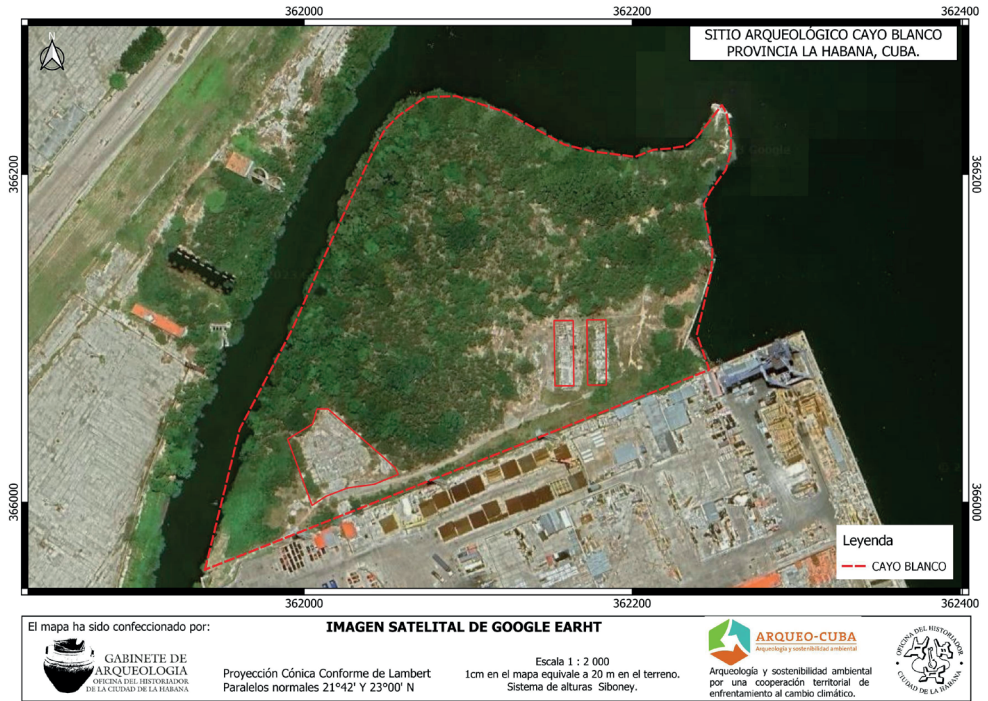 362000
362200
362400
N
SITIO ARQUEOLÓGICO CAYO BLANCO
PROVINCIA LA HABANA, CUBA.
366200
366200
Google
366000
366000
Leyenda
CAYO BLANCO
362000
362200
362400
El mapa ha sido confeccionado por:
GABINETE DE
ARQUEOLOGIA
OFICINA DEL HISTORIADOR
DE LA CIUDAD DE LA HABANA
IMAGEN SATELITAL DE GOOGLE EARHT
Proyección Cónica Conforme de Lambert
Paralelos normales 21°42' Y 23°00' N
Escala 1 : 2 000
1cm en el mapa equivale a 20 m en el terreno.
Sistema de alturas Siboney.
ARQUEO-CUBA
Arqueología y sostenibilidad ambiental
Arqueología y sostenibilidad ambiental
por una cooperación territorial de
enfrentamiento al cambio climático.
OFICINA DEL HISTORIADOR
CIUDAD DE LA HABANA